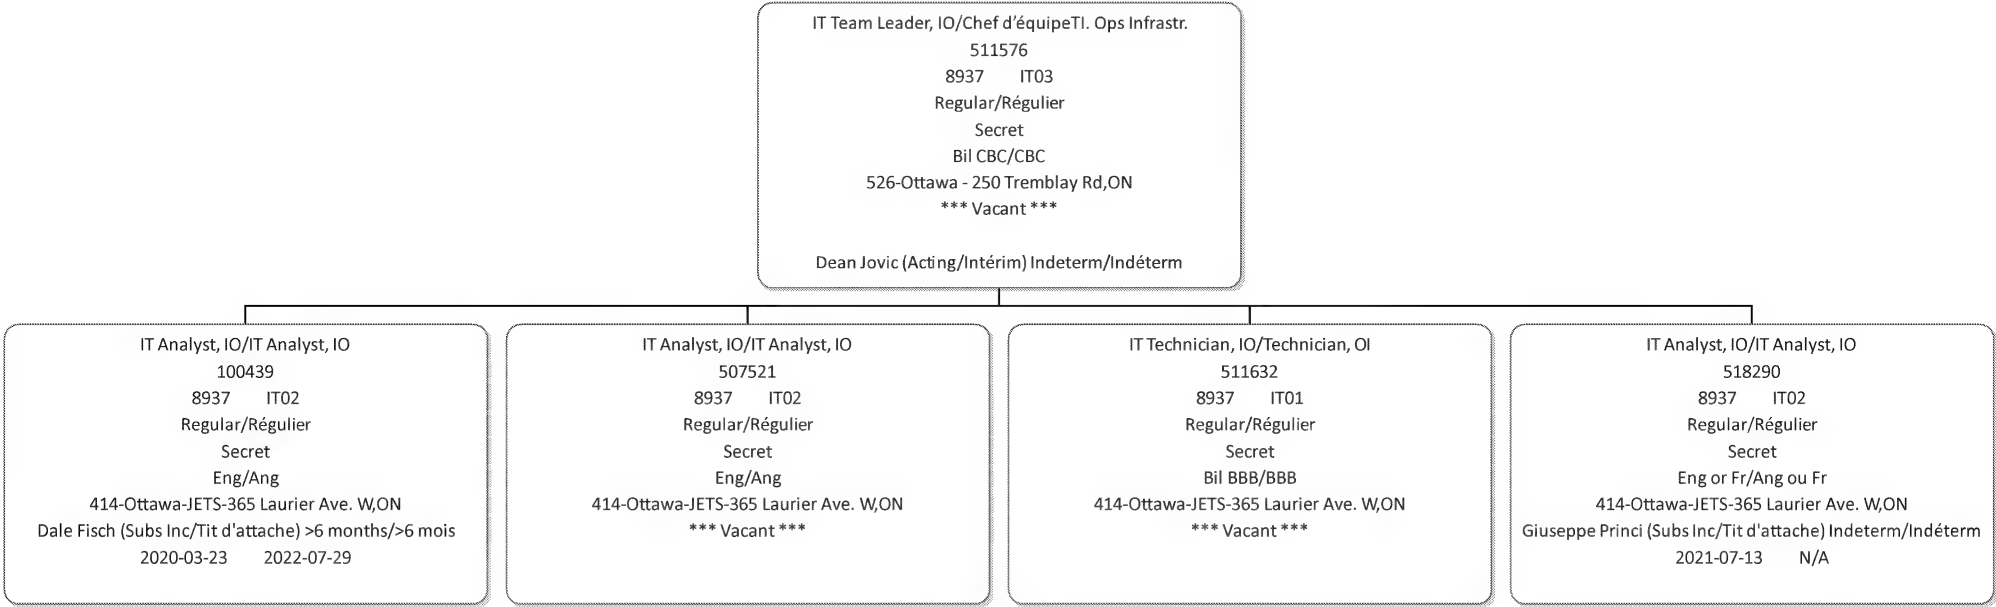 IT Team Leader, IO/Chef d'équipeTI. Ops Infrastr.
511576
8937 IT03
Regular/Régulier
Secret
Bil CBC/CBC
526-Ottawa - 250 Tremblay Rd,ON
*** Vacant ***
Dean Jovic (Acting/Intérim) Indeterm/Indéterm
IT Analyst, IO/IT Analyst, IO
100439
8937 IT02
Regular/Régulier
Secret
Eng/Ang
414-Ottawa-JETS-365 Laurier Ave. W,ON
Dale Fisch (Subs Inc/Tit d'attache) >6 months/>6 mois
2020-03-23 2022-07-29
IT Analyst, IO/IT Analyst, IO
507521
8937 IT02
Regular/Régulier
Secret
Eng/Ang
414-Ottawa-JETS-365 Laurier Ave. W,ON
*** Vacant ***
IT Technician, IO/Technician, OI
511632
8937 IT01
Regular/Régulier
Secret
Bil BBB/BBB
414-Ottawa-JETS-365 Laurier Ave. W,ON
*** Vacant ***
IT Analyst, IO/IT Analyst, IO
518290
8937 IT02
Regular/Régulier
Secret
Eng or Fr/Ang ou Fr
414-Ottawa-JETS-365 Laurier Ave. W,ON
Giuseppe Princi (Subs Inc/Tit d'attache) Indeterm/Indéterm
2021-07-13 N/A